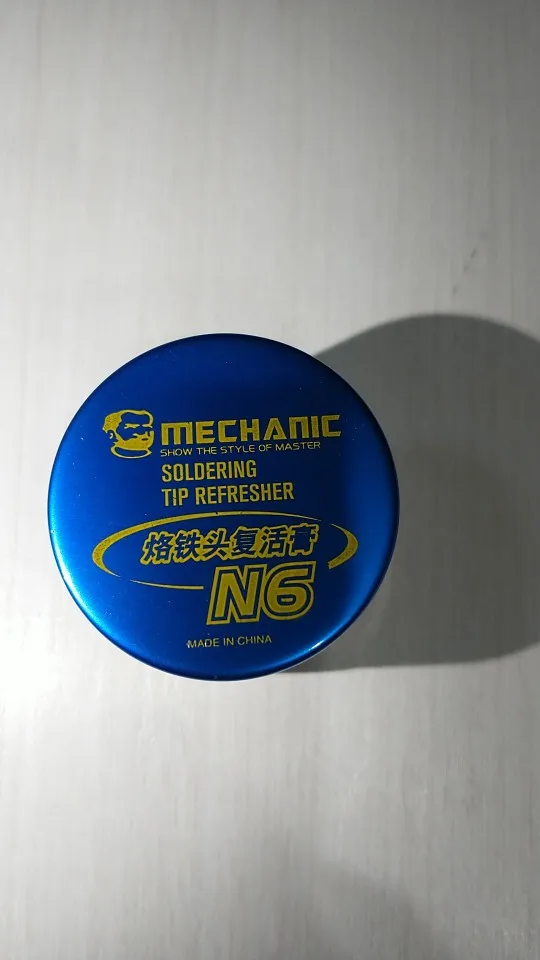 MECHANIC
SHOW THE STYLE OF MASTER
SOLDERING
TIP REFRESHER
烙铁头复活膏
N6
MADE IN CHINA